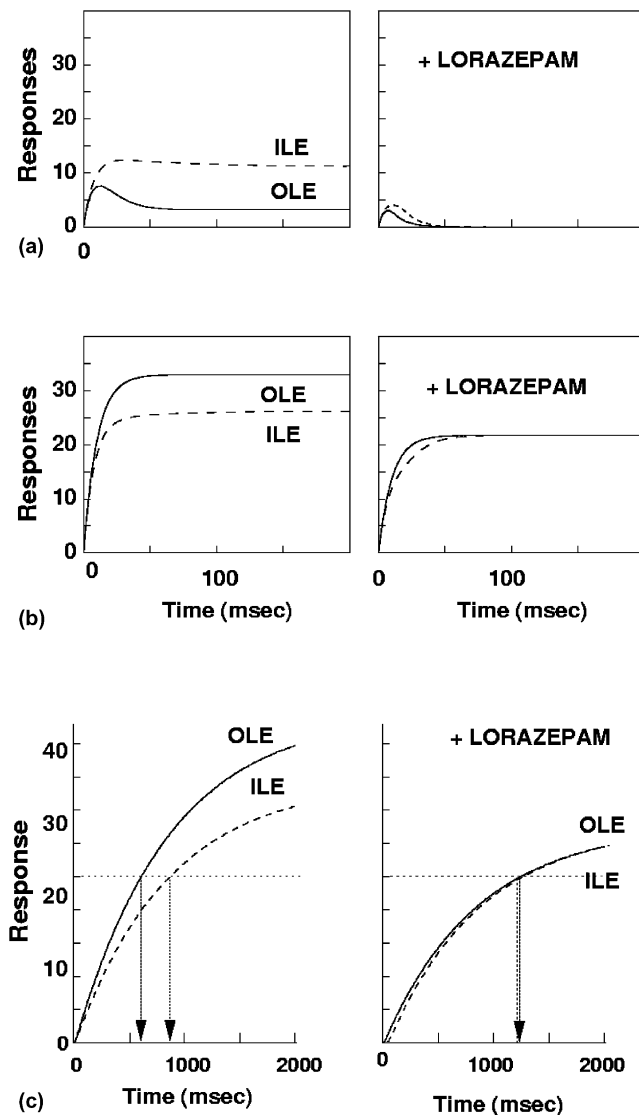 Responses
30
20
10
0
0
ILE
OLE
+ LORAZEPAM
(a)
Responses
30
20
10
0
0
100
OLE
ILE
Time (msec)
+ LORAZEPAM
0
100
Time (msec)
(b)
Response
40
30
20
10
0
0
1000
2000
OLE
ILE
Time (msec)
+ LORAZEPAM
OLE
ILE
0
1000
2000
Time (msec)
(c)